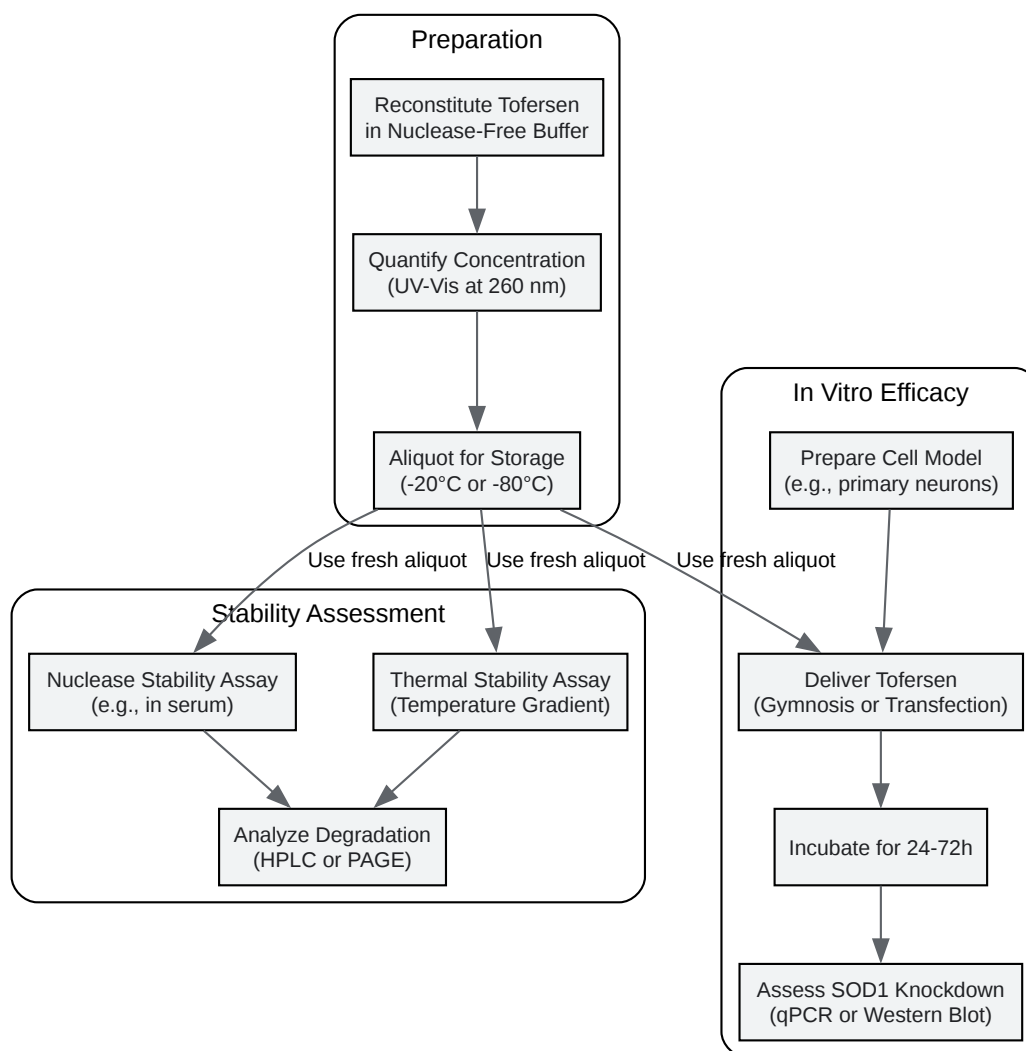 Preparation
Reconstitute Tofersen
in Nuclease-Free Buffer
Quantify Concentration
(UV-Vis at 260 nm)
Aliquot for Storage
(-20°C or -80°C)
In Vitro Efficacy
Prepare Cell Model
(e.g., primary neurons)
Use fresh aliquot
Use fresh aliquot
Use fresh aliquot
Stability Assessment
Nuclease Stability Assay
(e.g., in serum)
Thermal Stability Assay
(Temperature Gradient)
Deliver Tofersen
(Gymnosis or Transfection)
Analyze Degradation
(HPLC or PAGE)
Incubate for 24-72h
Assess SOD1 Knockdown
(qPCR or Western Blot)